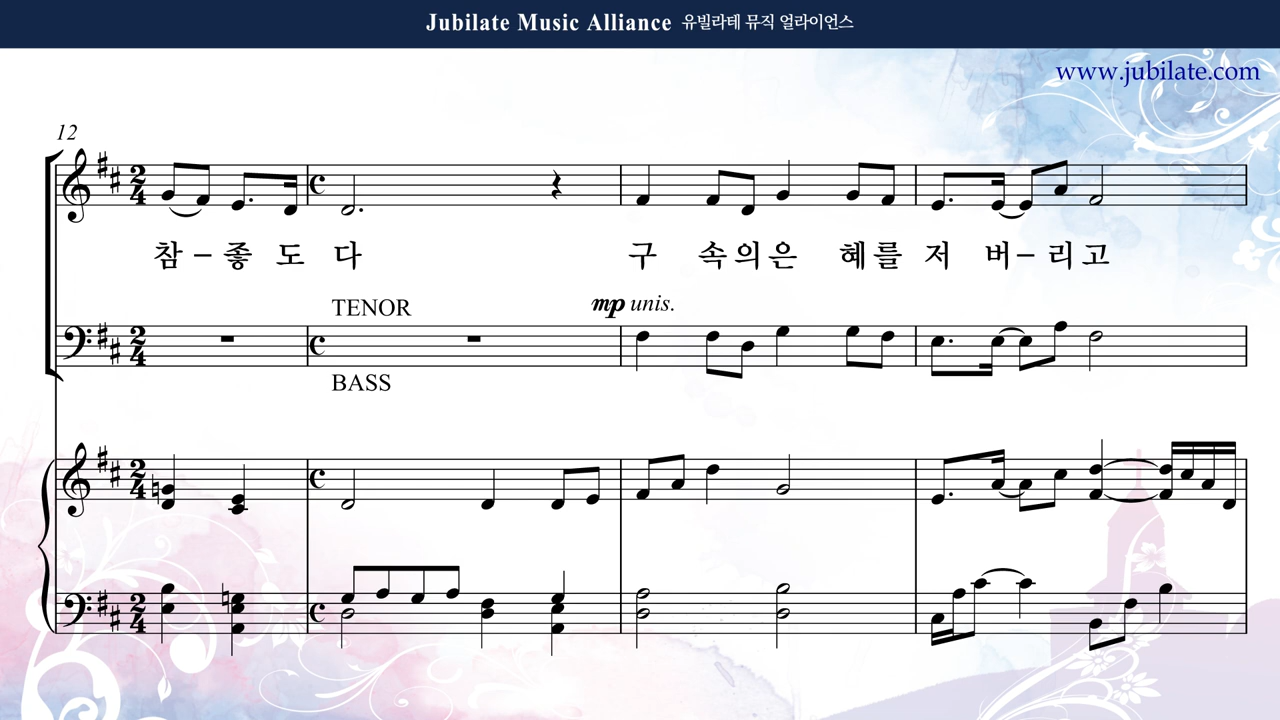 Jubilate Music Alliance 유빌라테 뮤직 얼라이언스
www.jubilate.com
12
참 - 좋 도 다 구 속의은 혜를 저 버-리고
TENOR
mp unis.
BASS